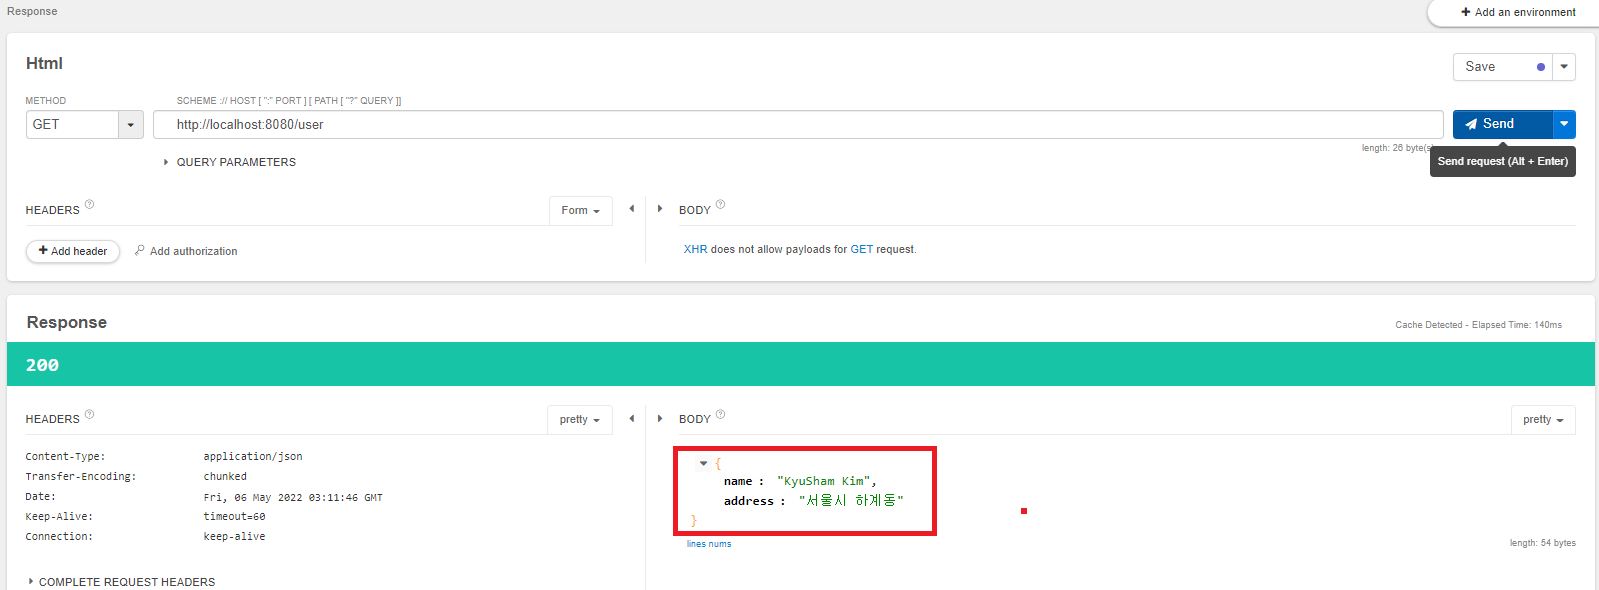 Response
+ Add an environment
Html
Save
METHOD
SCHEME :// HOST [ ":" PORT ] [ PATH [ "?" QUERY ]]
GET
http://localhost:8080/user
Send
length: 26 byte(s)
Send request (Alt + Enter)
QUERY PARAMETERS
HEADERS ?
Form
BODY ?
+ Add header
Add authorization
XHR does not allow payloads for GET request.
Response
Cache Detected - Elapsed Time: 140ms
200
HEADERS ?
pretty
BODY ?
pretty
Content-Type: application/json
Transfer-Encoding: chunked
Date: Fri, 06 May 2022 03:11:46 GMT
Keep-Alive: timeout=60
Connection: keep-alive
{
name : "KyuSham Kim",
address : "서울시 하계동"
}
lines nums
length: 54 bytes
COMPLETE REQUEST HEADERS